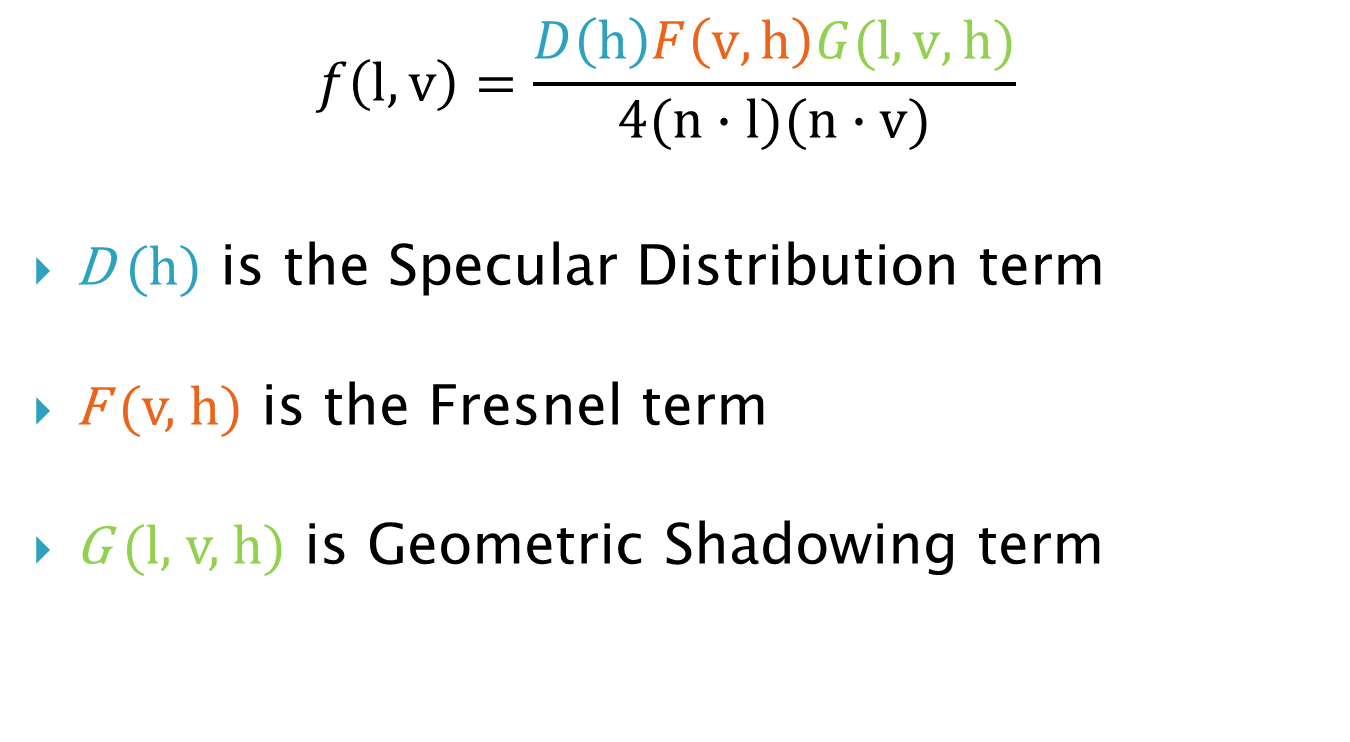 f(l, v) = D(h)F(v, h)G(l, v, h)
4(n · l)(n · v)
D(h) is the Specular Distribution term
F(v, h) is the Fresnel term
G(l, v, h) is Geometric Shadowing term